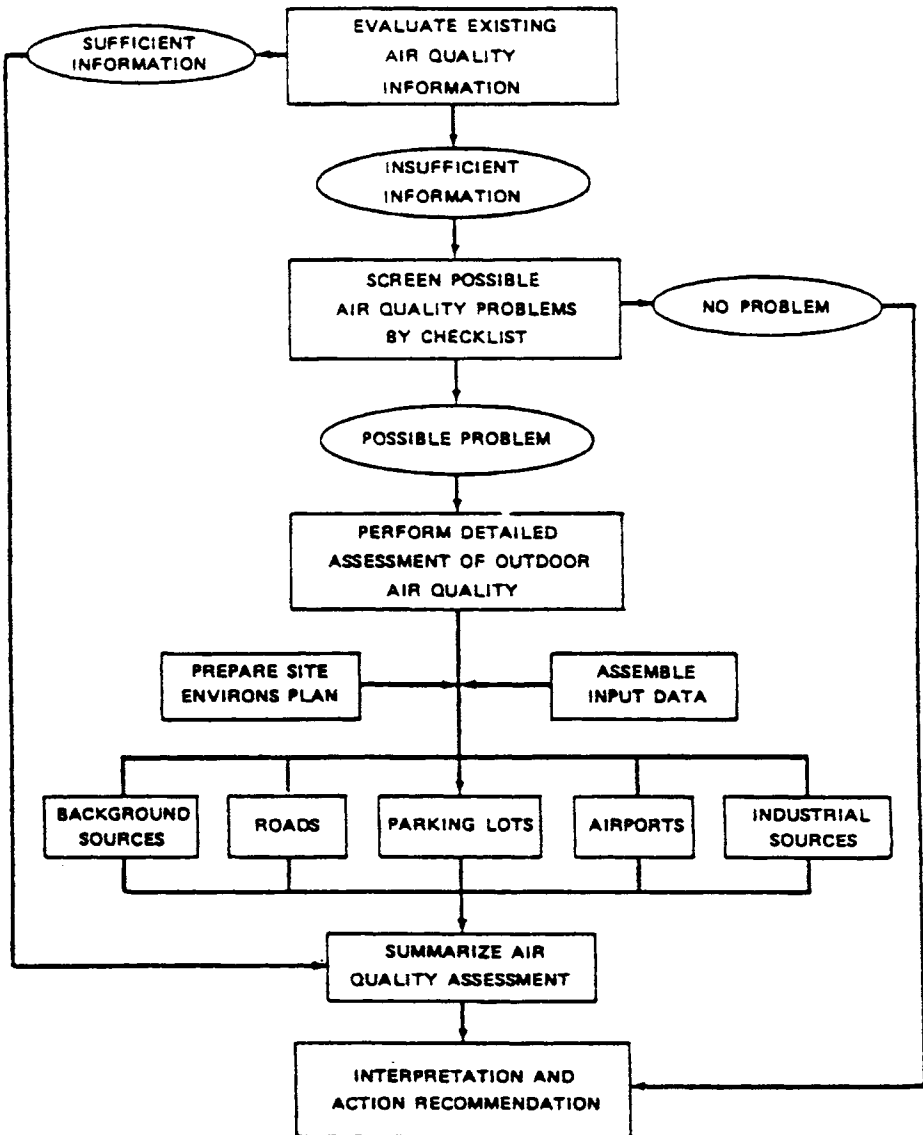 EVALUATE EXISTING
AIR QUALITY
INFORMATION
SUFFICIENT
INFORMATION
INSUFFICIENT
INFORMATION
SCREEN POSSIBLE
AIR QUALITY PROBLEMS
BY CHECKLIST
NO PROBLEM
POSSIBLE PROBLEM
PERFORM DETAILED
ASSESSMENT OF OUTDOOR
AIR QUALITY
PREPARE SITE
ENVIRONS PLAN
ASSEMBLE
INPUT DATA
BACKGROUND
SOURCES
ROADS
PARKING LOTS
AIRPORTS
INDUSTRIAL
SOURCES
SUMMARIZE AIR
QUALITY ASSESSMENT
INTERPRETATION AND
ACTION RECOMMENDATION